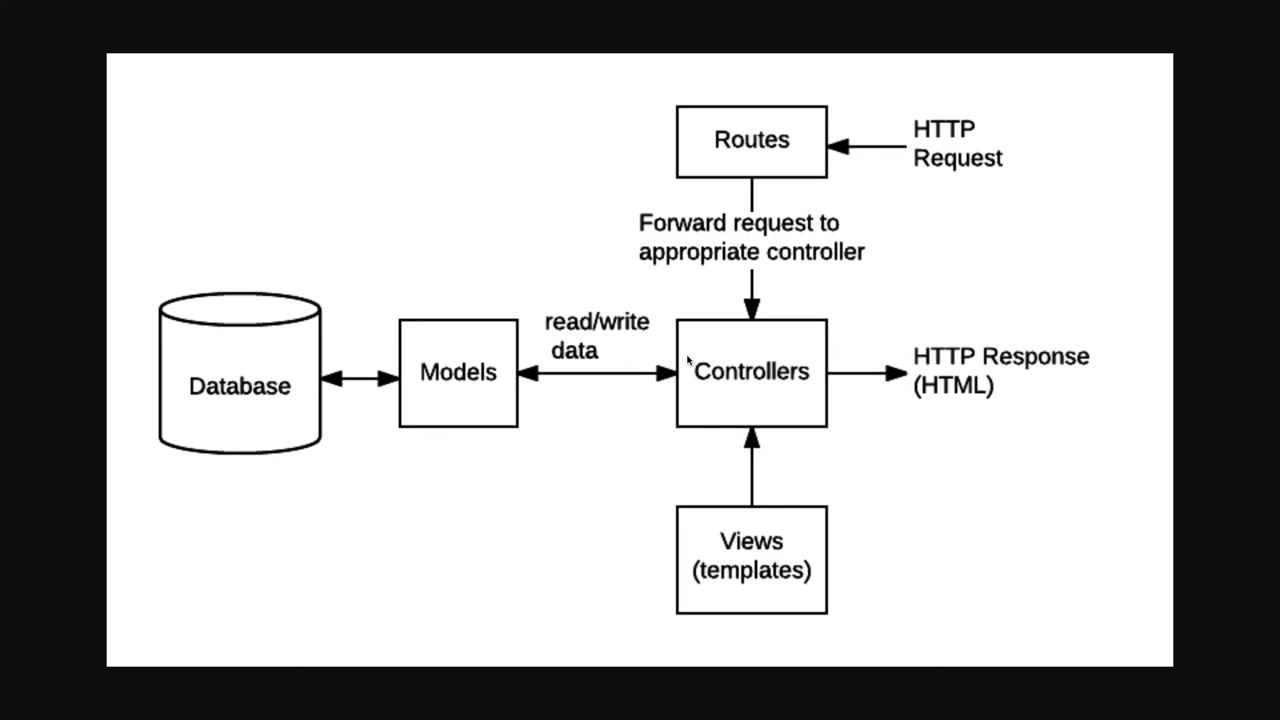 Routes
HTTP
Request
Forward request to
appropriate controller
Database
Models
read/write
data
Controllers
HTTP Response
(HTML)
Views
(templates)